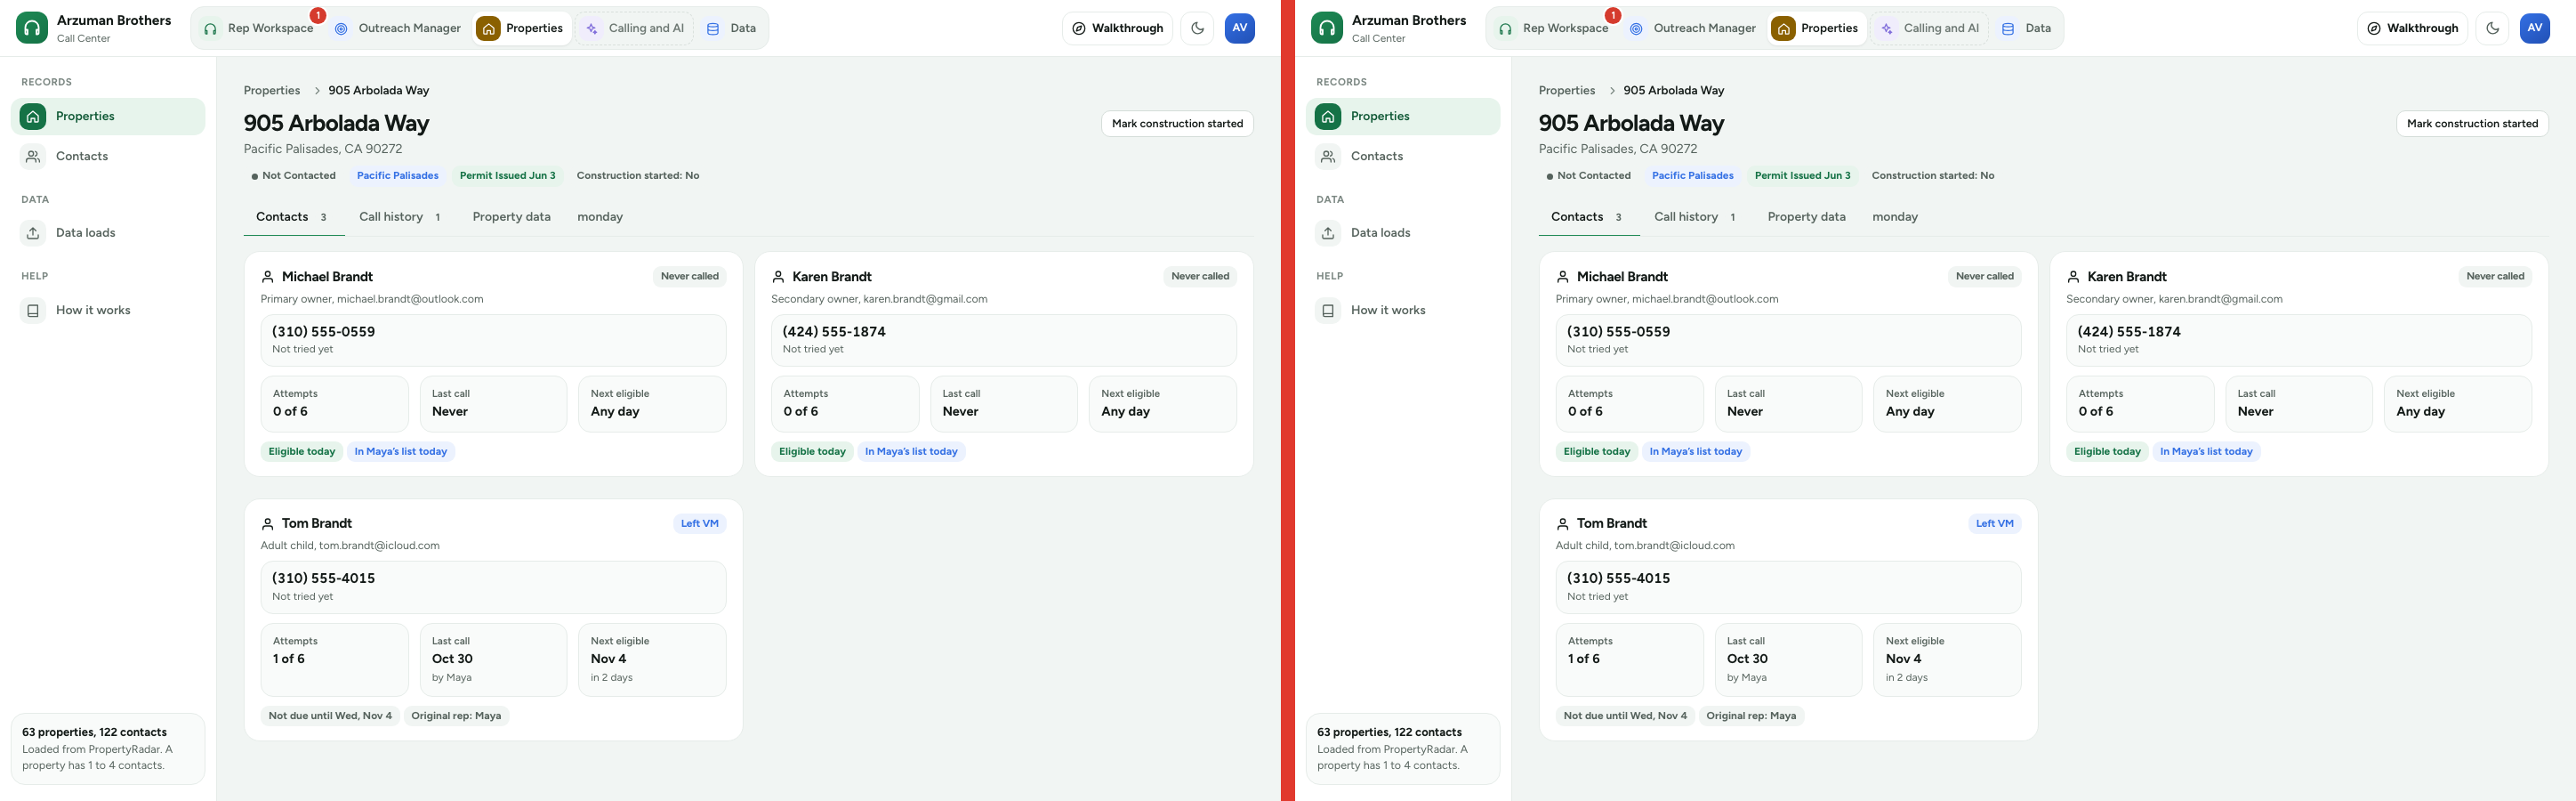 Arzuman Brothers
Call Center
Rep Workspace
1
Outreach Manager
Properties
Calling and AI
Data
Walkthrough
AV
RECORDS
Properties
Contacts
DATA
Data loads
HELP
How it works
63 properties, 122 contacts
Loaded from PropertyRadar. A
property has 1 to 4 contacts.
Properties > 905 Arbolada Way
905 Arbolada Way
Mark construction started
Pacific Palisades, CA 90272
Not Contacted
Pacific Palisades
Permit Issued Jun 3
Construction started: No
Contacts 3
Call history 1
Property data
monday
Michael Brandt
Never called
Primary owner, michael.brandt@outlook.com
(310) 555-0559
Not tried yet
Attempts
0 of 6
Last call
Never
Next eligible
Any day
Eligible today
In Maya's list today
Karen Brandt
Never called
Secondary owner, karen.brandt@gmail.com
(424) 555-1874
Not tried yet
Attempts
0 of 6
Last call
Never
Next eligible
Any day
Eligible today
In Maya's list today
Tom Brandt
Left VM
Adult child, tom.brandt@icloud.com
(310) 555-4015
Not tried yet
Attempts
1 of 6
Last call
Oct 30
by Maya
Next eligible
Nov 4
in 2 days
Not due until Wed, Nov 4
Original rep: Maya
Arzuman Brothers
Call Center
Rep Workspace
1
Outreach Manager
Properties
Calling and AI
Data
Walkthrough
AV
RECORDS
Properties
Contacts
DATA
Data loads
HELP
How it works
63 properties, 122 contacts
Loaded from PropertyRadar. A
property has 1 to 4 contacts.
Properties > 905 Arbolada Way
905 Arbolada Way
Mark construction started
Pacific Palisades, CA 90272
Not Contacted
Pacific Palisades
Permit Issued Jun 3
Construction started: No
Contacts 3
Call history 1
Property data
monday
Michael Brandt
Never called
Primary owner, michael.brandt@outlook.com
(310) 555-0559
Not tried yet
Attempts
0 of 6
Last call
Never
Next eligible
Any day
Eligible today
In Maya's list today
Karen Brandt
Never called
Secondary owner, karen.brandt@gmail.com
(424) 555-1874
Not tried yet
Attempts
0 of 6
Last call
Never
Next eligible
Any day
Eligible today
In Maya's list today
Tom Brandt
Left VM
Adult child, tom.brandt@icloud.com
(310) 555-4015
Not tried yet
Attempts
1 of 6
Last call
Oct 30
by Maya
Next eligible
Nov 4
in 2 days
Not due until Wed, Nov 4
Original rep: Maya